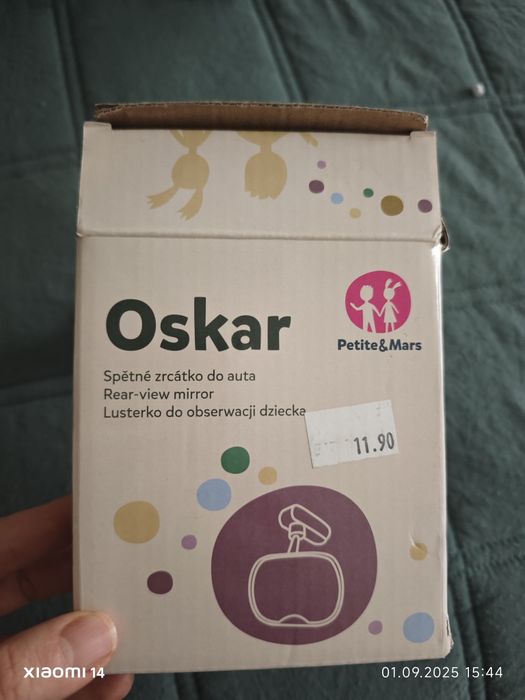 Oskar
Petite&Mars
Spětné zrcátko do auta
Rear-view mirror
Lusterko do obserwacji dziecka
11.90
XIAOMI 14
01.09.2025 15:44